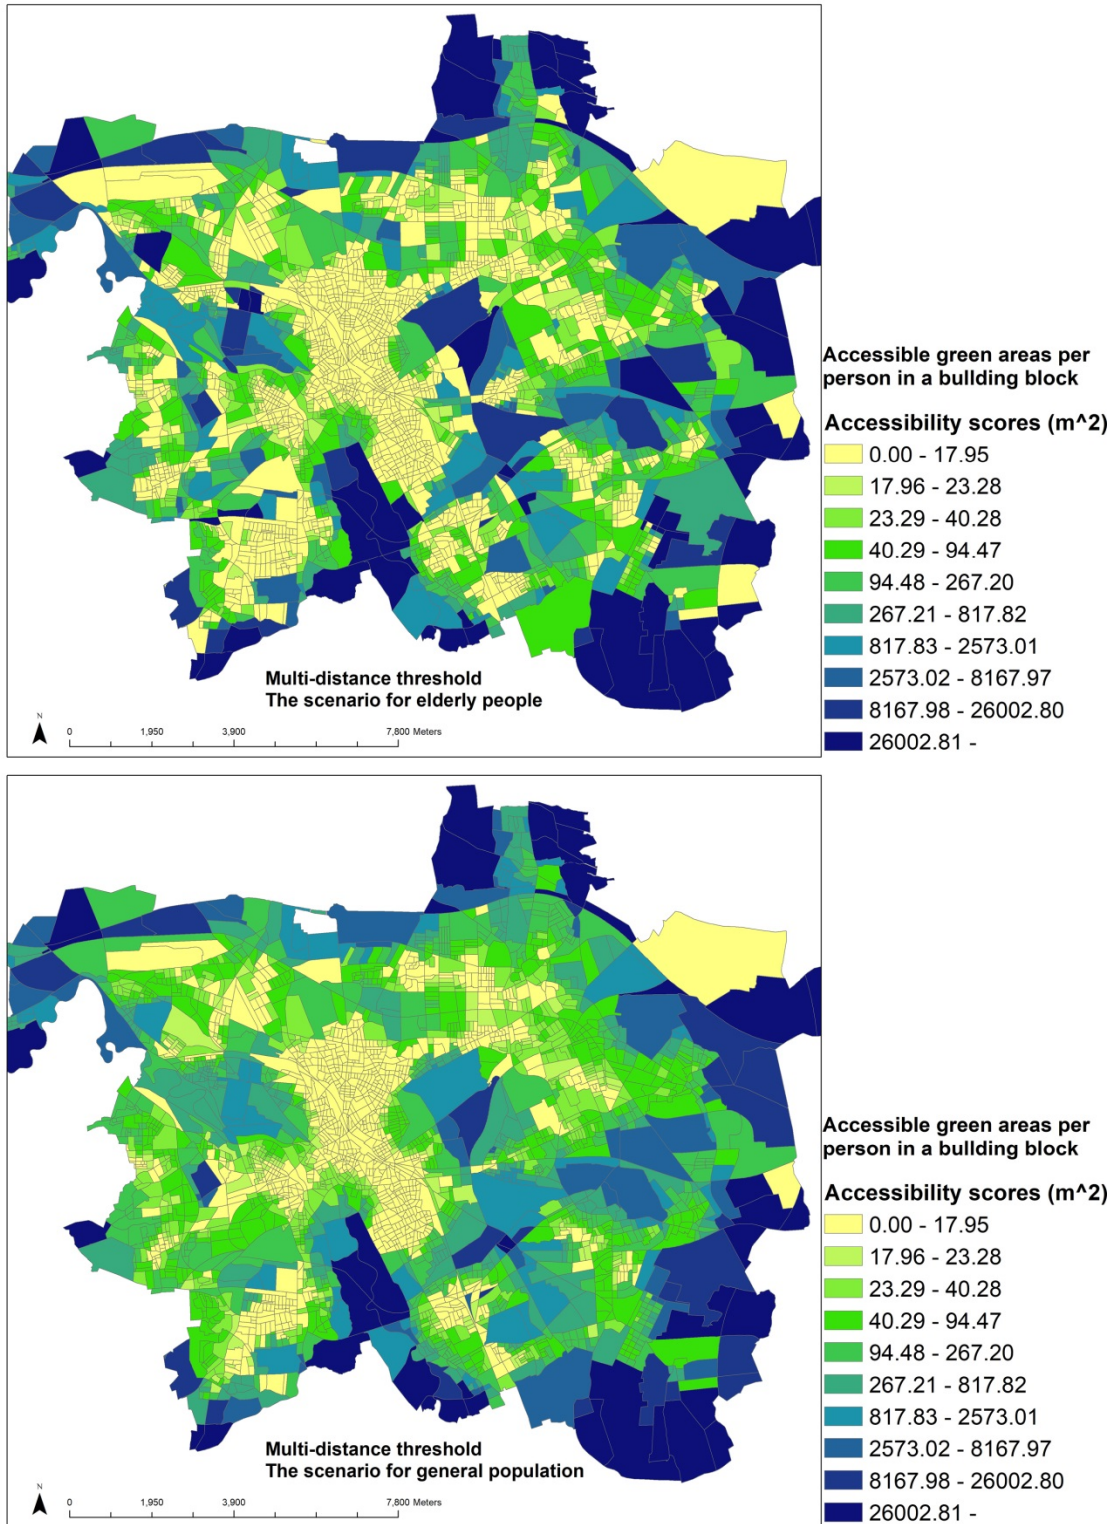 Accessible green areas per
person in a bullding block
Accessibility scores (m^2)
0.00 - 17.95
17.96 - 23.28
23.29 - 40.28
40.29 - 94.47
94.48 - 267.20
267.21 - 817.82
817.83 - 2573.01
2573.02 - 8167.97
8167.98 - 26002.80
26002.81 -
Multi-distance threshold
The scenario for elderly people
N
0 1,950 3,900 7,800 Meters
Accessible green areas per
person in a bullding block
Accessibility scores (m^2)
0.00 - 17.95
17.96 - 23.28
23.29 - 40.28
40.29 - 94.47
94.48 - 267.20
267.21 - 817.82
817.83 - 2573.01
2573.02 - 8167.97
8167.98 - 26002.80
26002.81 -
Multi-distance threshold
The scenario for general population
N
0 1,950 3,900 7,800 Meters